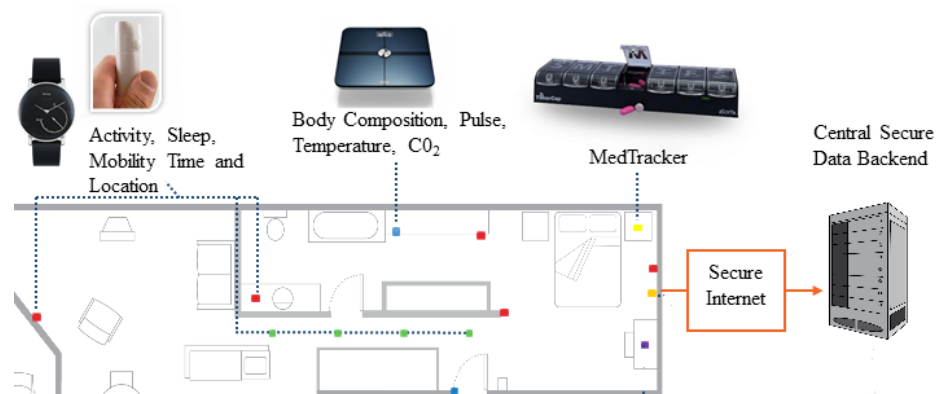 Activity, Sleep,
Mobility Time and
Location
Body Composition, Pulse,
Temperature, C0₂
MedTracker
Central Secure
Data Backend
Secure
Internet